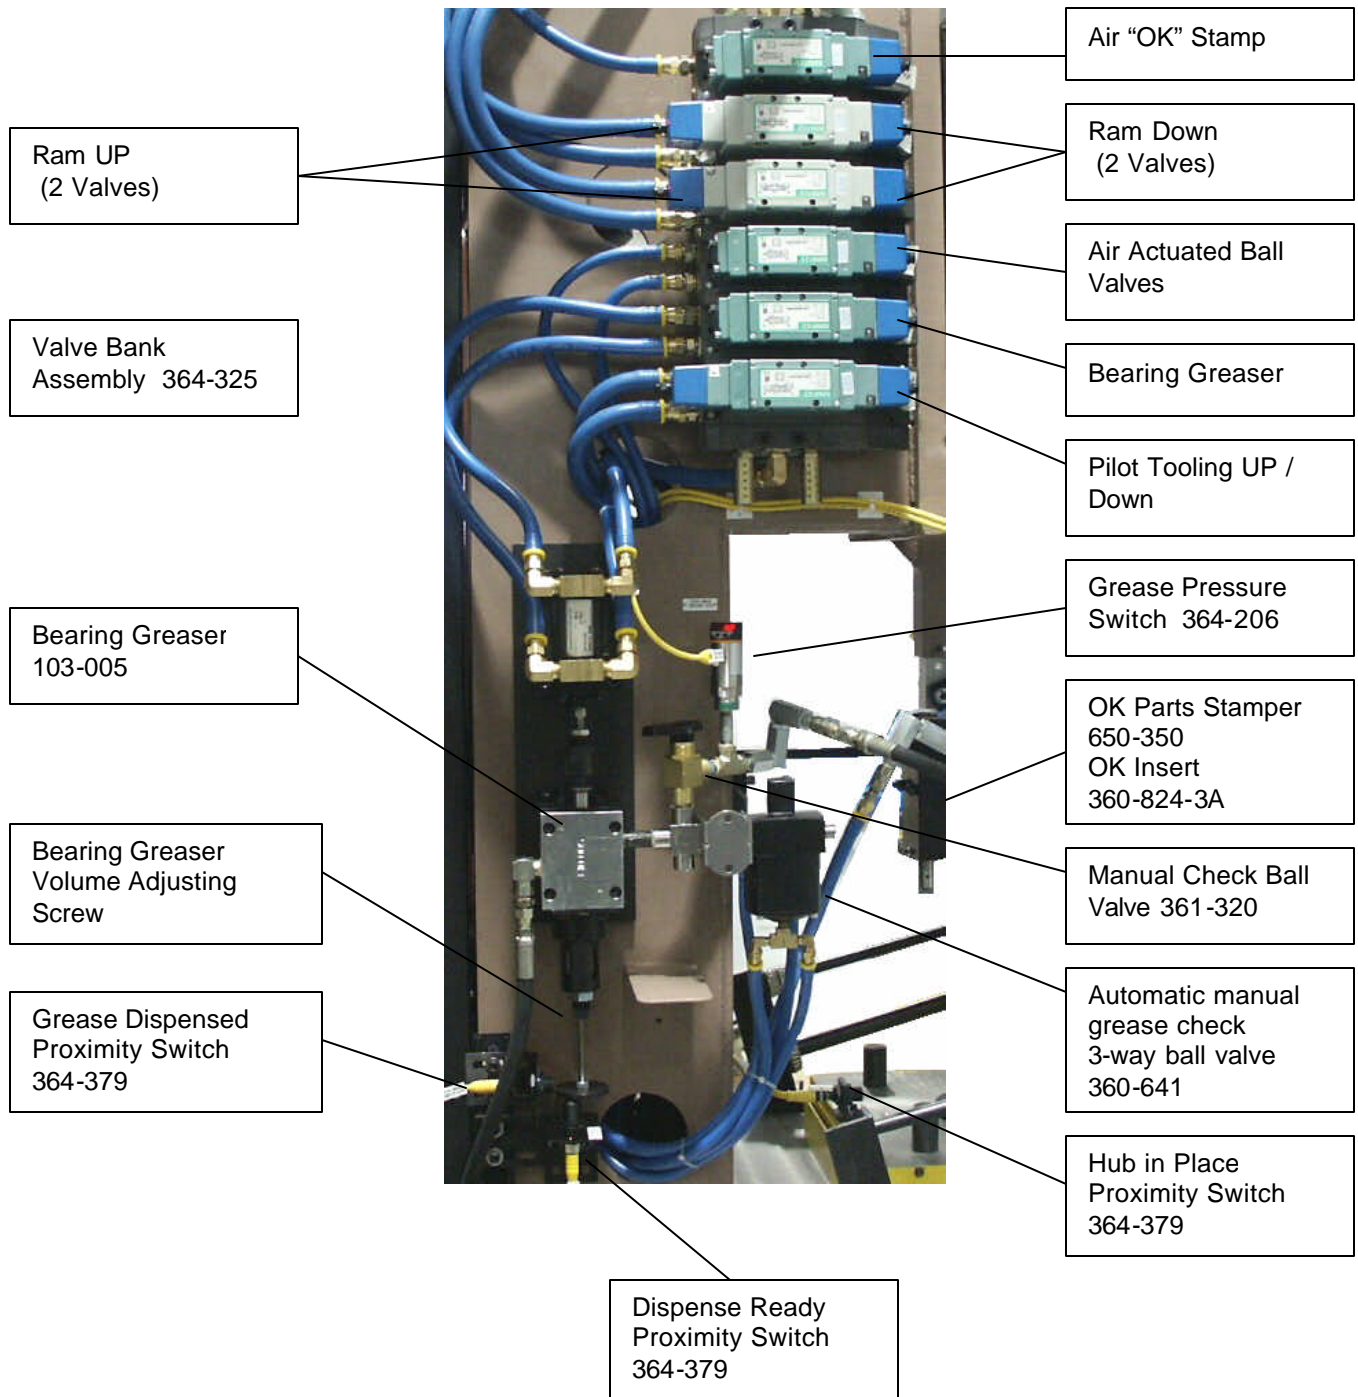 Air “OK” Stamp
Ram UP
(2 Valves)
Ram Down
(2 Valves)
Air Actuated Ball
Valves
Valve Bank
Assembly 364-325
Bearing Greaser
Pilot Tooling UP /
Down
Grease Pressure
Switch 364-206
Bearing Greaser
103-005
OK Parts Stamper
650-350
OK Insert
360-824-3A
Bearing Greaser
Volume Adjusting
Screw
Manual Check Ball
Valve 361-320
Grease Dispensed
Proximity Switch
364-379
Automatic manual
grease check
3-way ball valve
360-641
Hub in Place
Proximity Switch
364-379
Dispense Ready
Proximity Switch
364-379